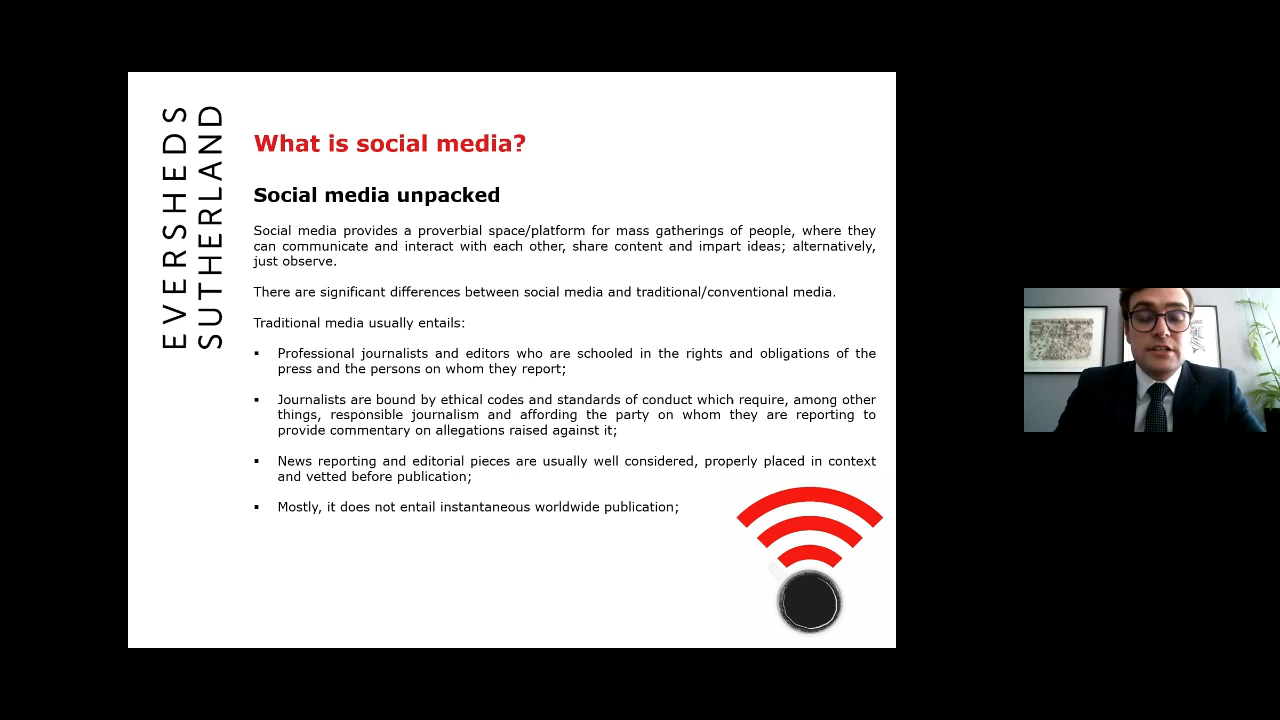 EVERSHEDS
SUTHERLAND
What is social media?
Social media unpacked
Social media provides a proverbial space/platform for mass gatherings of people, where they
can communicate and interact with each other, share content and impart ideas; alternatively,
just observe.
There are significant differences between social media and traditional/conventional media.
Traditional media usually entails:
▪ Professional journalists and editors who are schooled in the rights and obligations of the
press and the persons on whom they report;
▪ Journalists are bound by ethical codes and standards of conduct which require, among other
things, responsible journalism and affording the party on whom they are reporting to
provide commentary on allegations raised against it;
▪ News reporting and editorial pieces are usually well considered, properly placed in context
and vetted before publication;
▪ Mostly, it does not entail instantaneous worldwide publication;